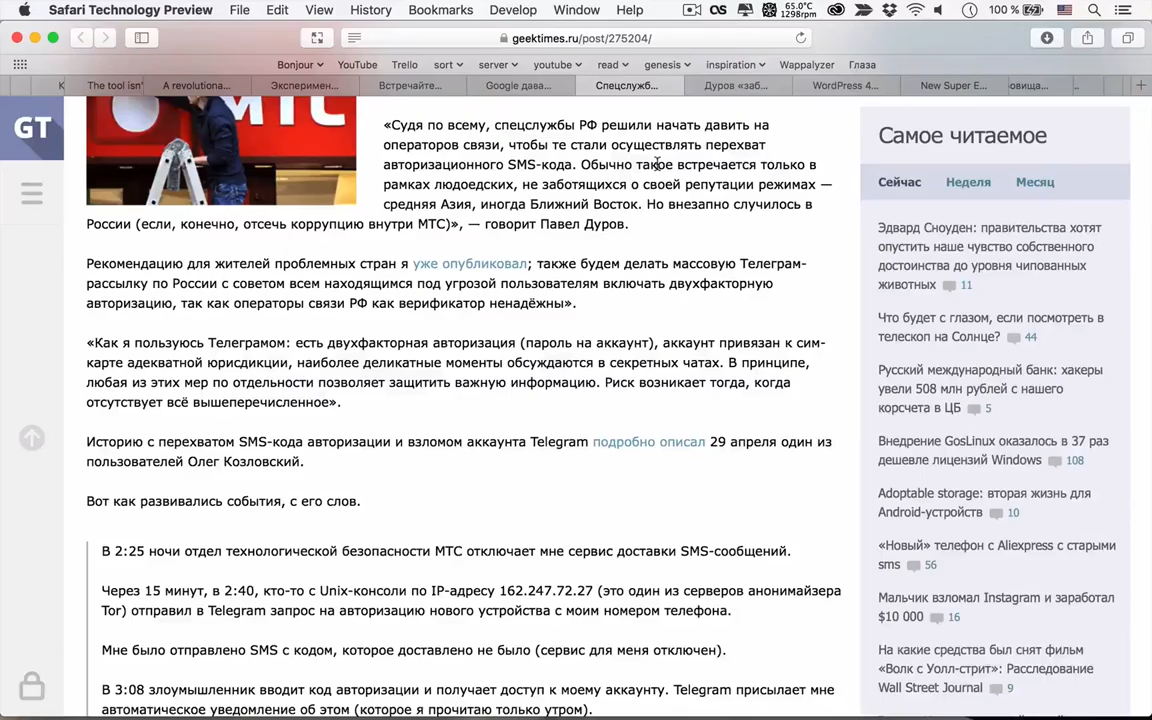 Safari Technology Preview File Edit View History Bookmarks Develop Window Help
65.0°C
1298rpm
100 %
geektimes.ru/post/275204/
Bonjour YouTube Trello sort server youtube read genesis inspiration Wappalyzer Глаза
К The tool isn' A revolutiona... Эксперимен... Встречайте... Google дава... Спецслужб... Дуров «заб... WordPress 4... New Super E... овища... ..
GT
МТС
«Судя по всему, спецслужбы РФ решили начать давить на
операторов связи, чтобы те стали осуществлять перехват
авторизационного SMS-кода. Обычно такое встречается только в
рамках людоедских, не заботящихся о своей репутации режимах —
средняя Азия, иногда Ближний Восток. Но внезапно случилось в
России (если, конечно, отсечь коррупцию внутри МТС)», — говорит Павел Дуров.
Рекомендацию для жителей проблемных стран я уже опубликовал; также будем делать массовую Телеграм-
рассылку по России с советом всем находящимся под угрозой пользователям включать двухфакторную
авторизацию, так как операторы связи РФ как верификатор ненадёжны».
«Как я пользуюсь Телеграмом: есть двухфакторная авторизация (пароль на аккаунт), аккаунт привязан к сим-
карте адекватной юрисдикции, наиболее деликатные моменты обсуждаются в секретных чатах. В принципе,
любая из этих мер по отдельности позволяет защитить важную информацию. Риск возникает тогда, когда
отсутствует всё вышеперечисленное».
Историю с перехватом SMS-кода авторизации и взломом аккаунта Telegram подробно описал 29 апреля один из
пользователей Олег Козловский.
Вот как развивались события, с его слов.
В 2:25 ночи отдел технологической безопасности МТС отключает мне сервис доставки SMS-сообщений.
Через 15 минут, в 2:40, кто-то с Unix-консоли по IP-адресу 162.247.72.27 (это один из серверов анонимайзера
Tor) отправил в Telegram запрос на авторизацию нового устройства с моим номером телефона.
Мне было отправлено SMS с кодом, которое доставлено не было (сервис для меня отключен).
В 3:08 злоумышленник вводит код авторизации и получает доступ к моему аккаунту. Telegram присылает мне
автоматическое уведомление об этом (которое я прочитаю только утром).
Самое читаемое
Сейчас Неделя Месяц
Эдвард Сноуден: правительства хотят
опустить наше чувство собственного
достоинства до уровня чипованных
животных 11
Что будет с глазом, если посмотреть в
телескоп на Солнце? 44
Русский международный банк: хакеры
увели 508 млн рублей с нашего
корсчета в ЦБ 5
Внедрение GosLinux оказалось в 37 раз
дешевле лицензий Windows 108
Adoptable storage: вторая жизнь для
Android-устройств 10
«Новый» телефон с Aliexpress с старыми
sms 56
Мальчик взломал Instagram и заработал
$10 000 16
На какие средства был снят фильм
«Волк с Уолл-стрит»: Расследование
Wall Street Journal 9